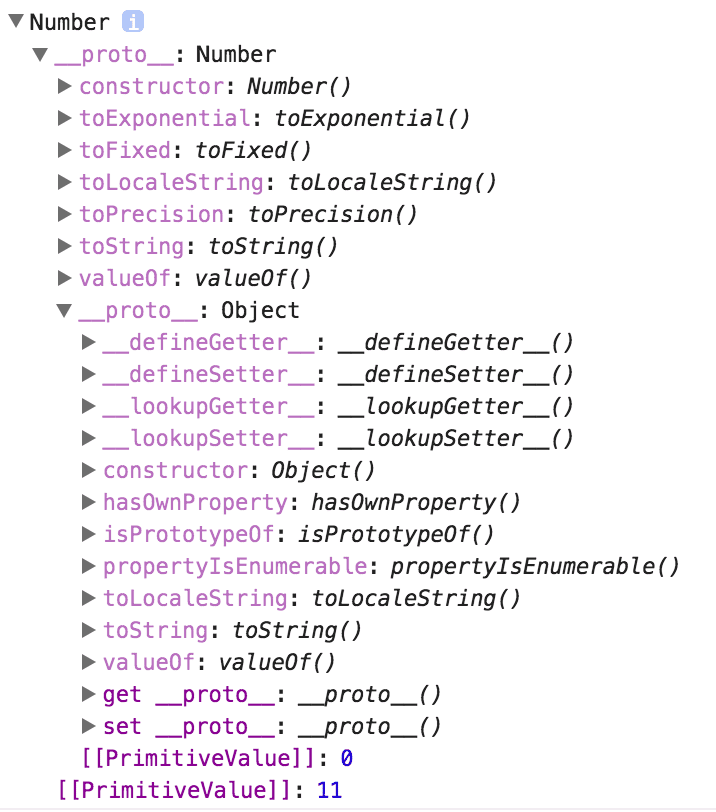 Number i
__proto__: Number
constructor: Number()
toExponential: toExponential()
toFixed: toFixed()
toLocaleString: toLocaleString()
toPrecision: toPrecision()
toString: toString()
valueOf: valueOf()
__proto__: Object
__defineGetter__: __defineGetter__()
__defineSetter__: __defineSetter__()
__lookupGetter__: __lookupGetter__()
__lookupSetter__: __lookupSetter__()
constructor: Object()
hasOwnProperty: hasOwnProperty()
isPrototypeOf: isPrototypeOf()
propertyIsEnumerable: propertyIsEnumerable()
toLocaleString: toLocaleString()
toString: toString()
valueOf: valueOf()
get __proto__: __proto__()
set __proto__: __proto__()
[[PrimitiveValue]]: 0
[[PrimitiveValue]]: 11